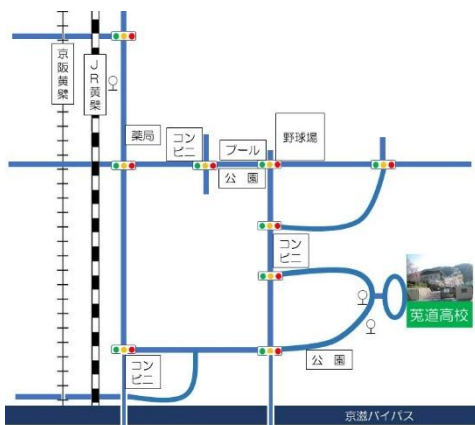 京阪黄檗
JR黄檗
薬局
コン
ビニ
プール
野球場
公園
コン
ビニ
莵道高校
コン
ビニ
公園
京滋バイパス